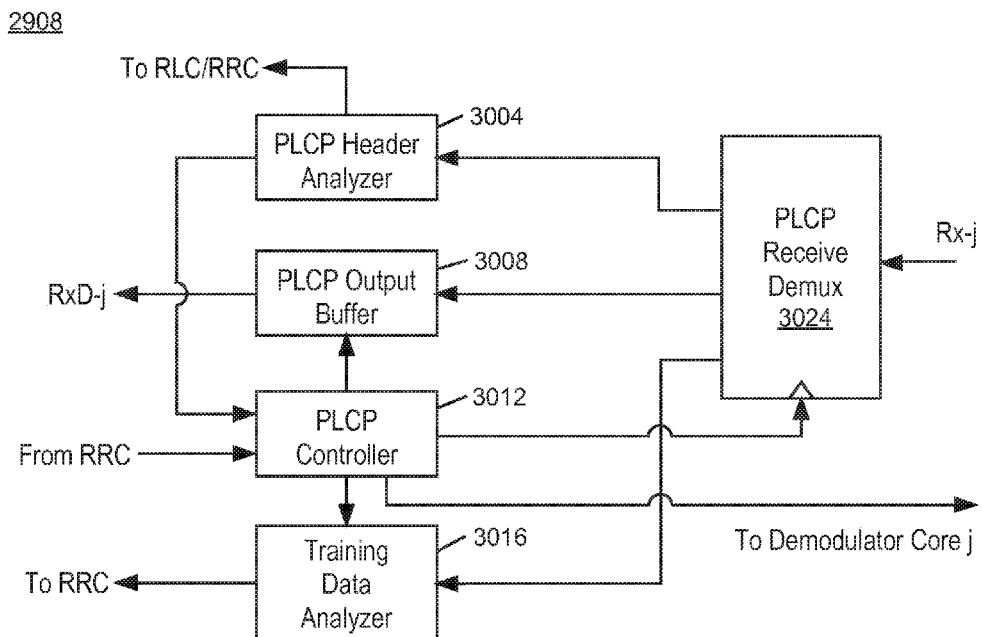 2908
To RLC/RRC
3004
PLCP Header
Analyzer
PLCP
Receive
Demux
3024
Rx-j
3008
RxD-j
PLCP Output
Buffer
3012
PLCP
Controller
From RRC
To Demodulator Core j
3016
Training
Data
Analyzer
To RRC